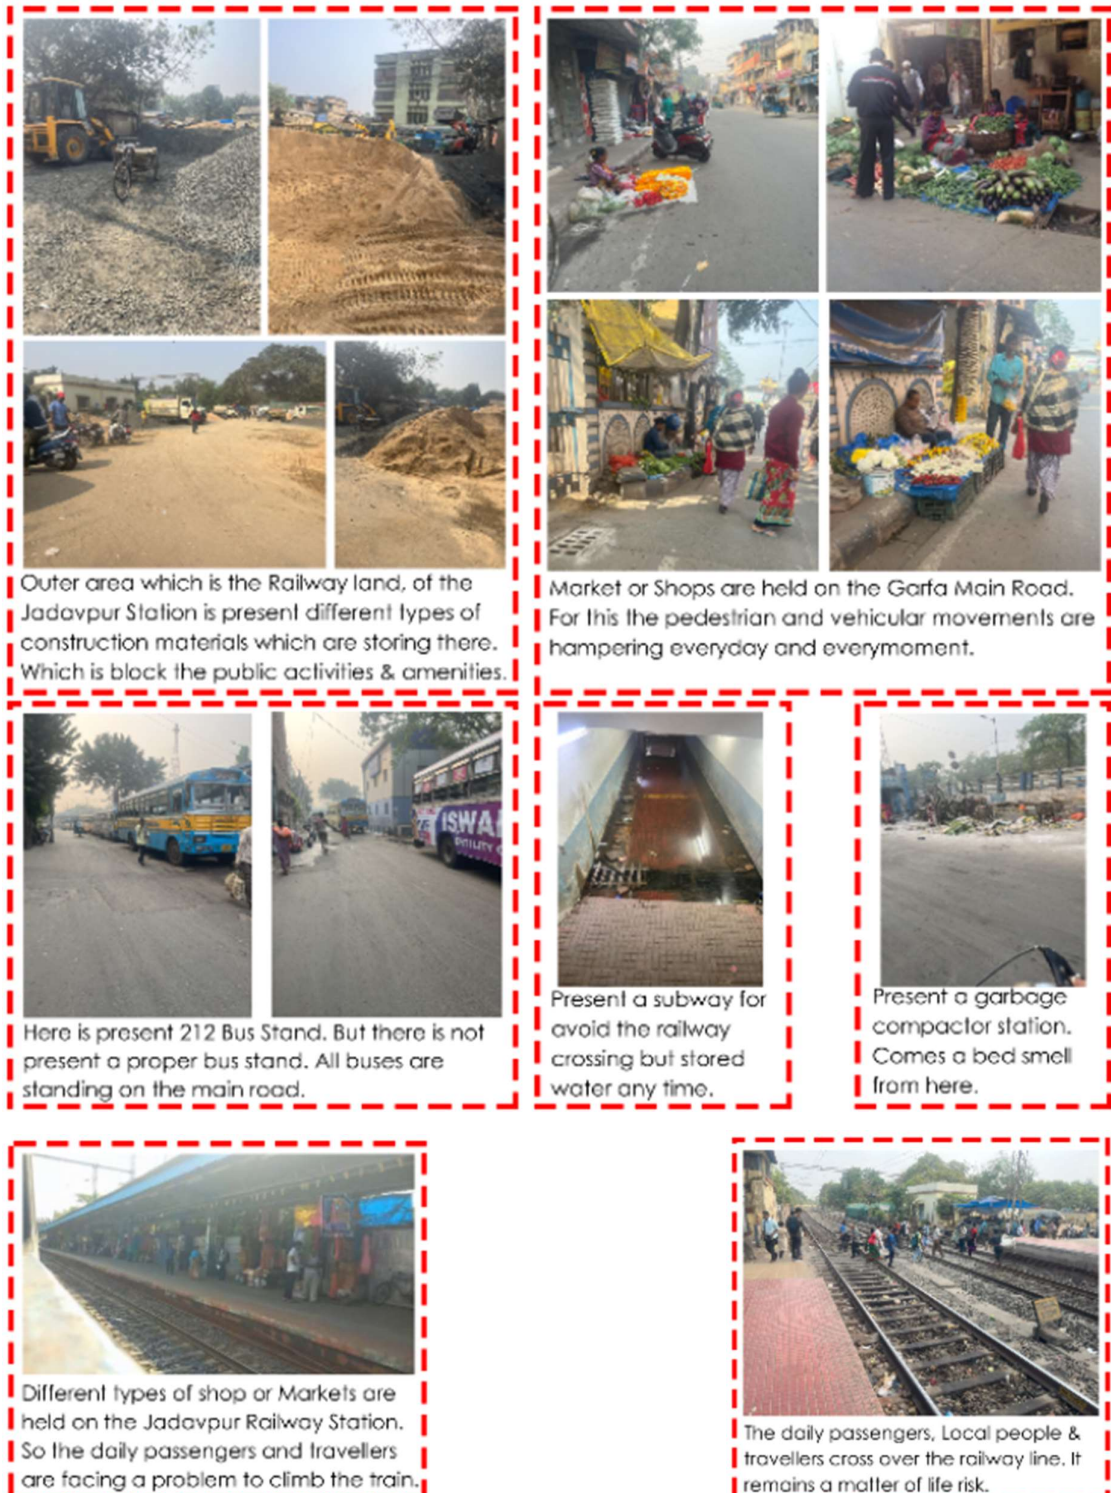 Outer area which is the Railway land, of the
Jadavpur Station is present different types of
construction materials which are storing there.
Which is block the public activities & amenities.
Market or Shops are held on the Garfa Main Road.
For this the pedestrian and vehicular movements are
hampering everyday and everymoment.
ISWA
Here is present 212 Bus Stand. But there is not
present a proper bus stand. All buses are
standing on the main road.
Present a subway for
avoid the railway
crossing but stored
water any time.
Present a garbage
compactor station.
Comes a bed smell
from here.
Different types of shop or Markets are
held on the Jadavpur Railway Station.
So the daily passengers and travellers
are facing a problem to climb the train.
The daily passengers, Local people &
travellers cross over the railway line. It
remains a matter of life risk.